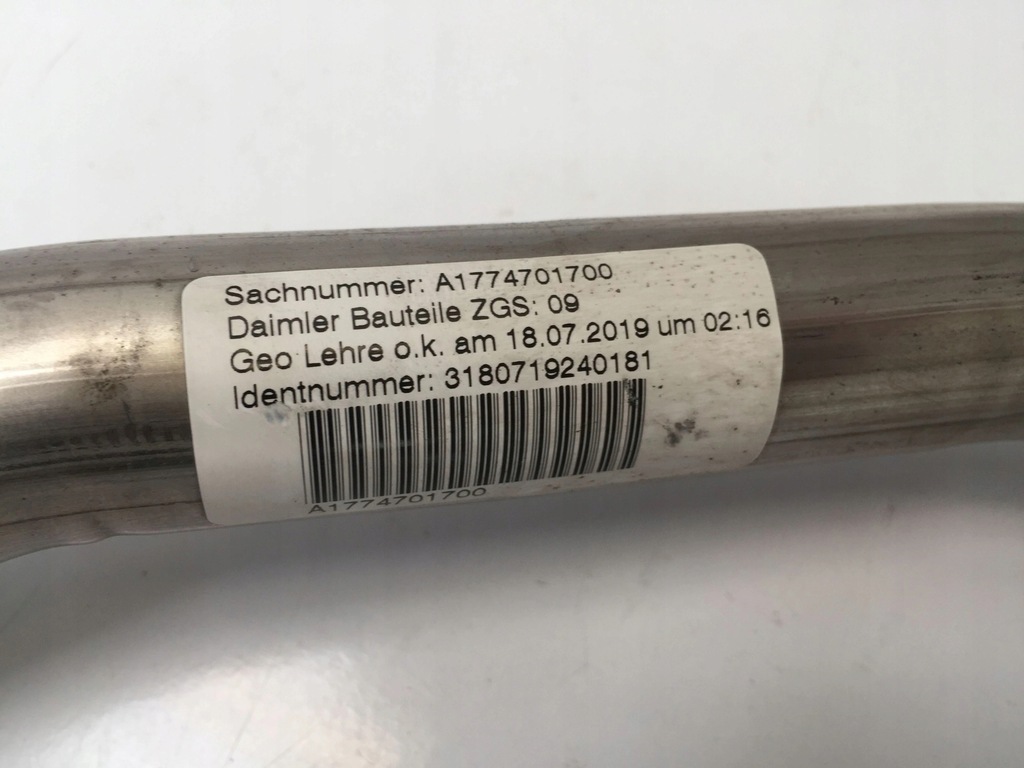 Sachnummer: A1774701700
Daimler Bauteile ZGS: 09
Geo Lehre o.k. am 18.07.2019 um 02:16
Identnummer: 3180719240181
A1774701700